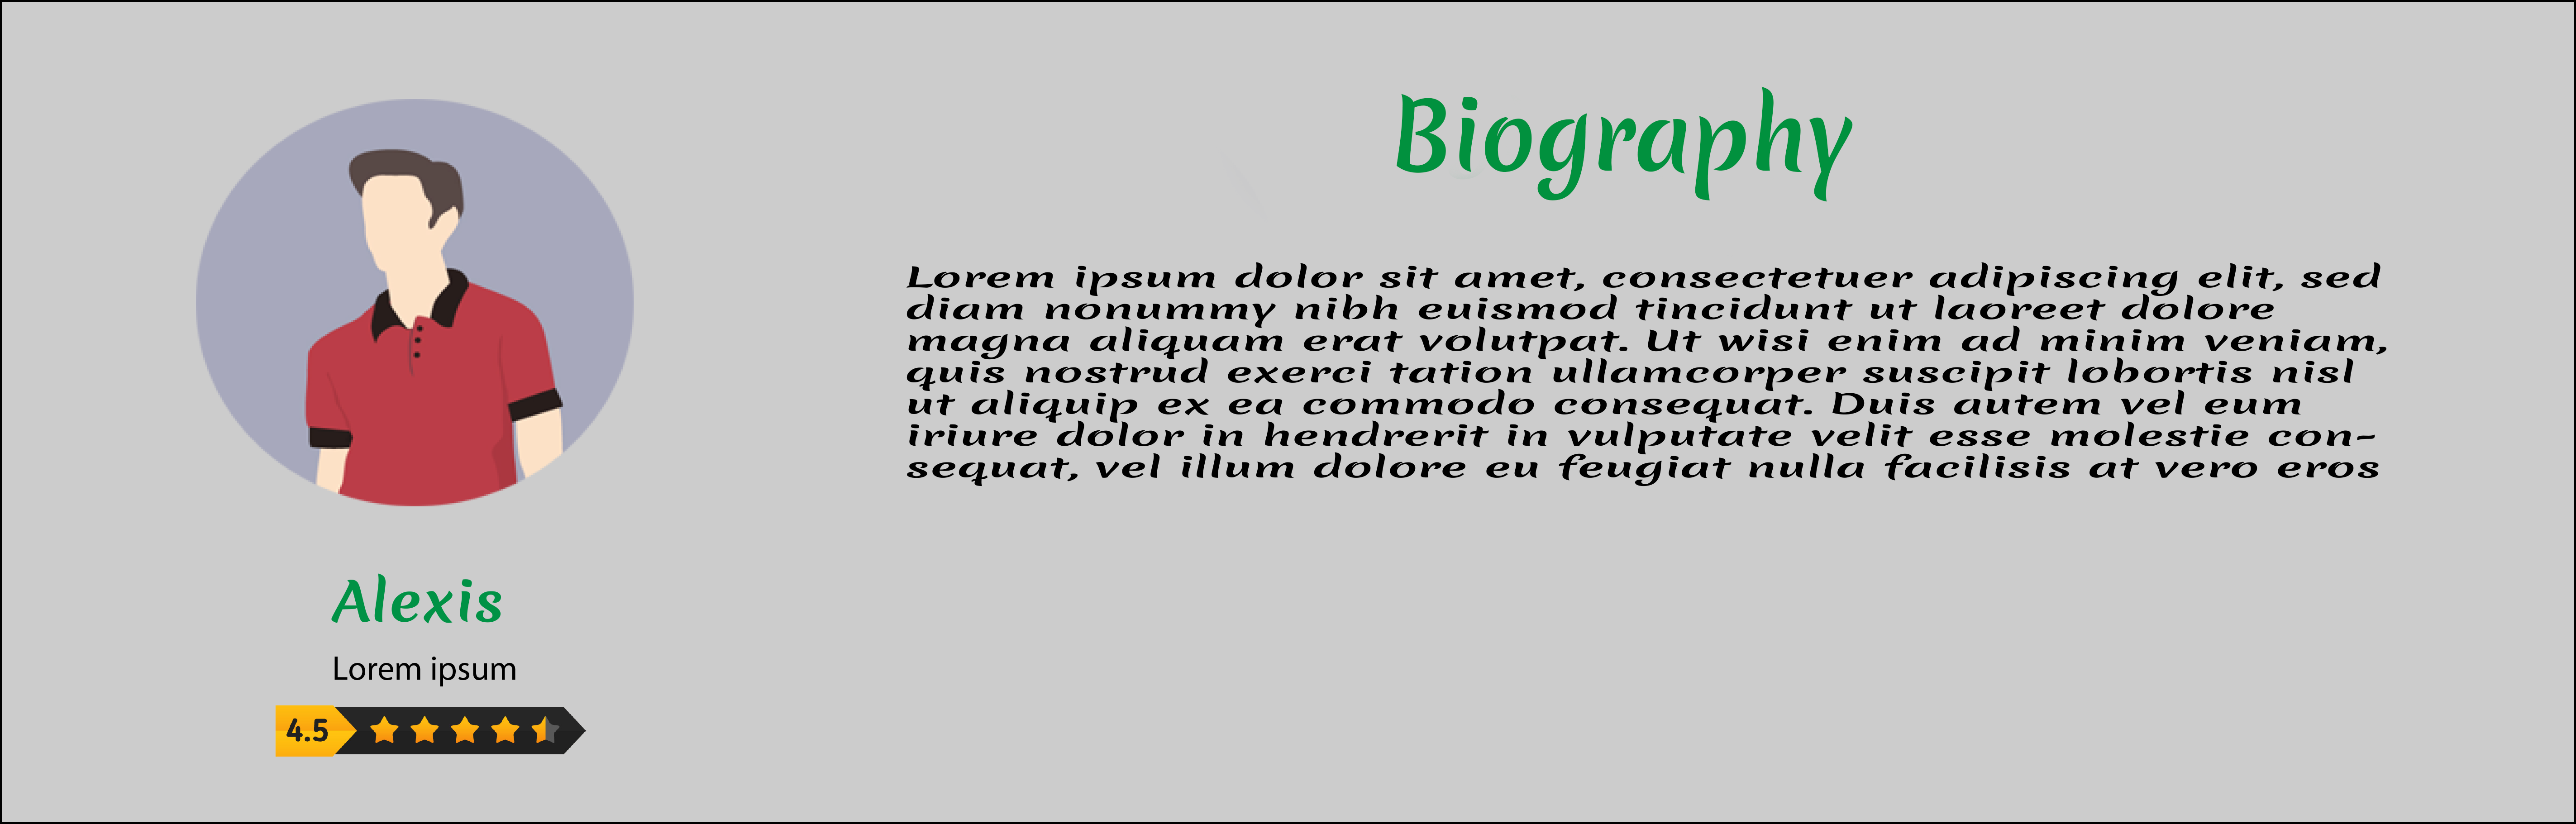 Biography
Lorem ipsum dolor sit amet, consectetuer adipiscing elit, sed
diam nonummy nibh euismod tincidunt ut laoreet dolore
magna aliquam erat volutpat. Ut wisi enim ad minim veniam,
quis nostrud exerci tation ullamcorper suscipit lobortis nisl
ut aliquip ex ea commodo consequat. Duis autem vel eum
iriure dolor in hendrerit in vulputate velit esse molestie con-
sequat, vel illum dolore eu feugiat nulla facilisis at vero eros
Alexis
Lorem ipsum
4.5